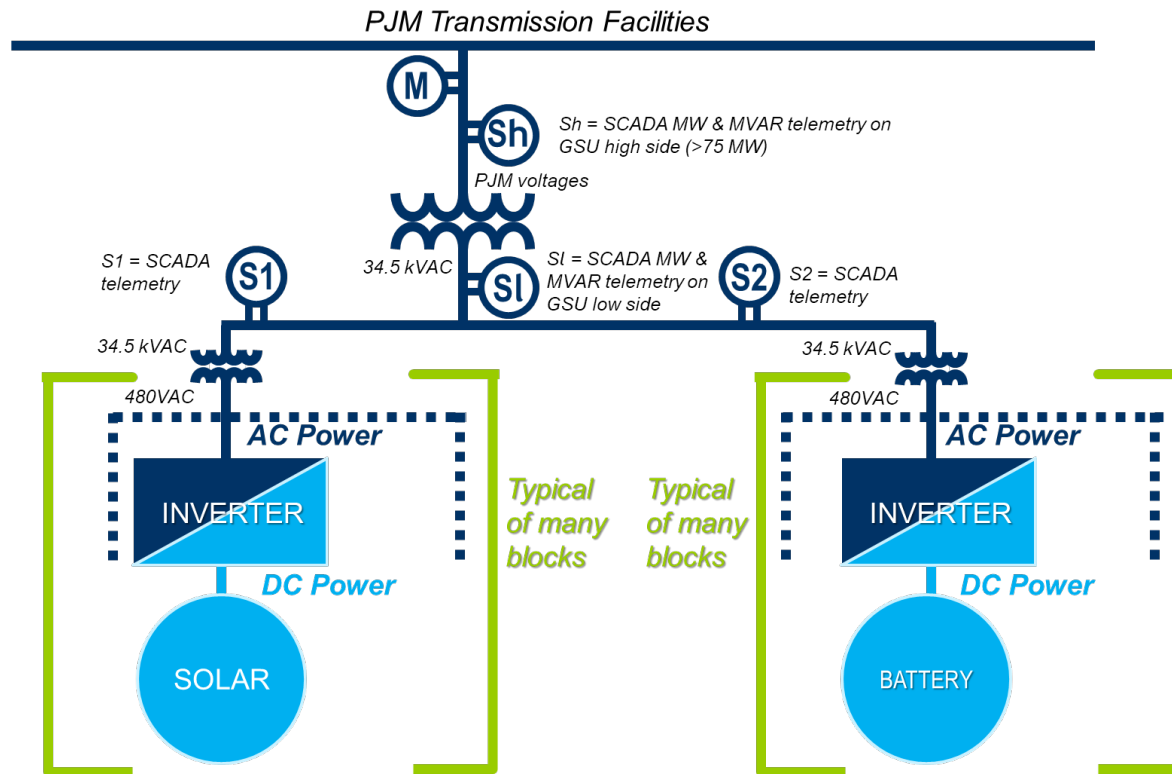 PJM Transmission Facilities
M
Sh
Sh = SCADA MW & MVAR telemetry on
GSU high side (>75 MW)
PJM voltages
S1 = SCADA
telemetry
S1
34.5 kVAC
Sl
Sl = SCADA MW &
MVAR telemetry on
GSU low side
S2
S2 = SCADA
telemetry
34.5 kVAC
480VAC
AC Power
INVERTER
DC Power
SOLAR
Typical
of many
blocks
Typical
of many
blocks
34.5 kVAC
480VAC
AC Power
INVERTER
DC Power
BATTERY